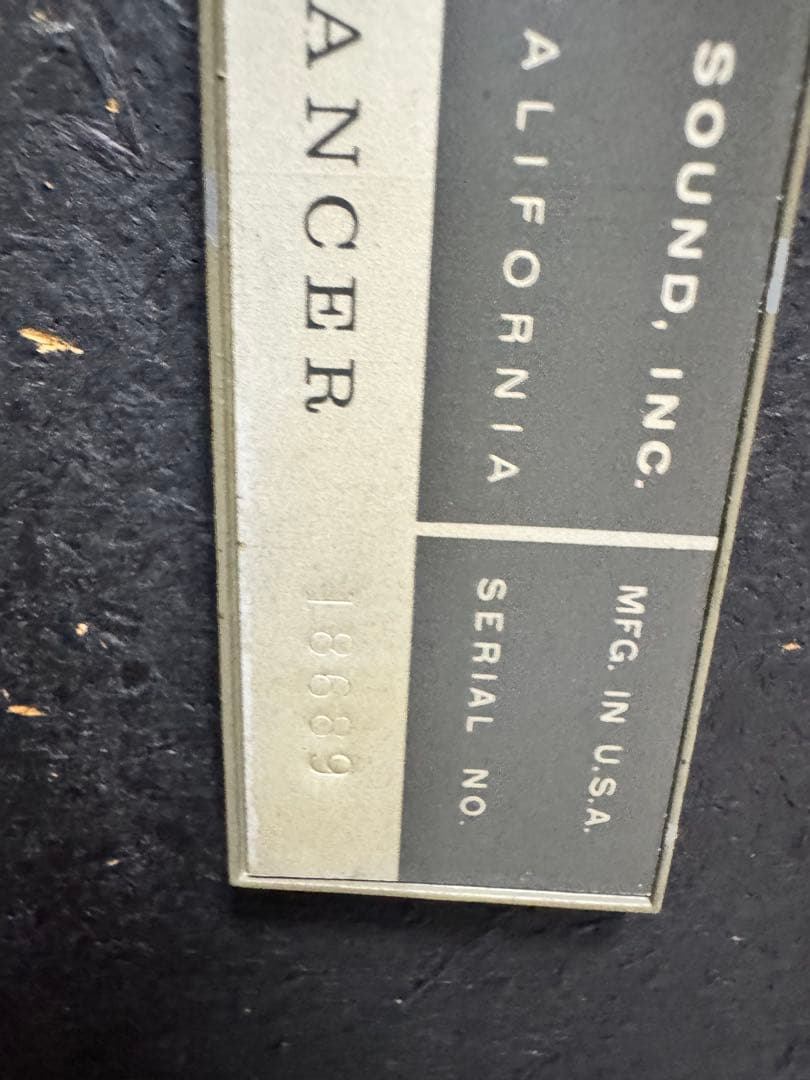 SOUND, INC.
ALIFORNIA
MFG. IN U.S.A.
SERIAL NO.
ANCER
18689